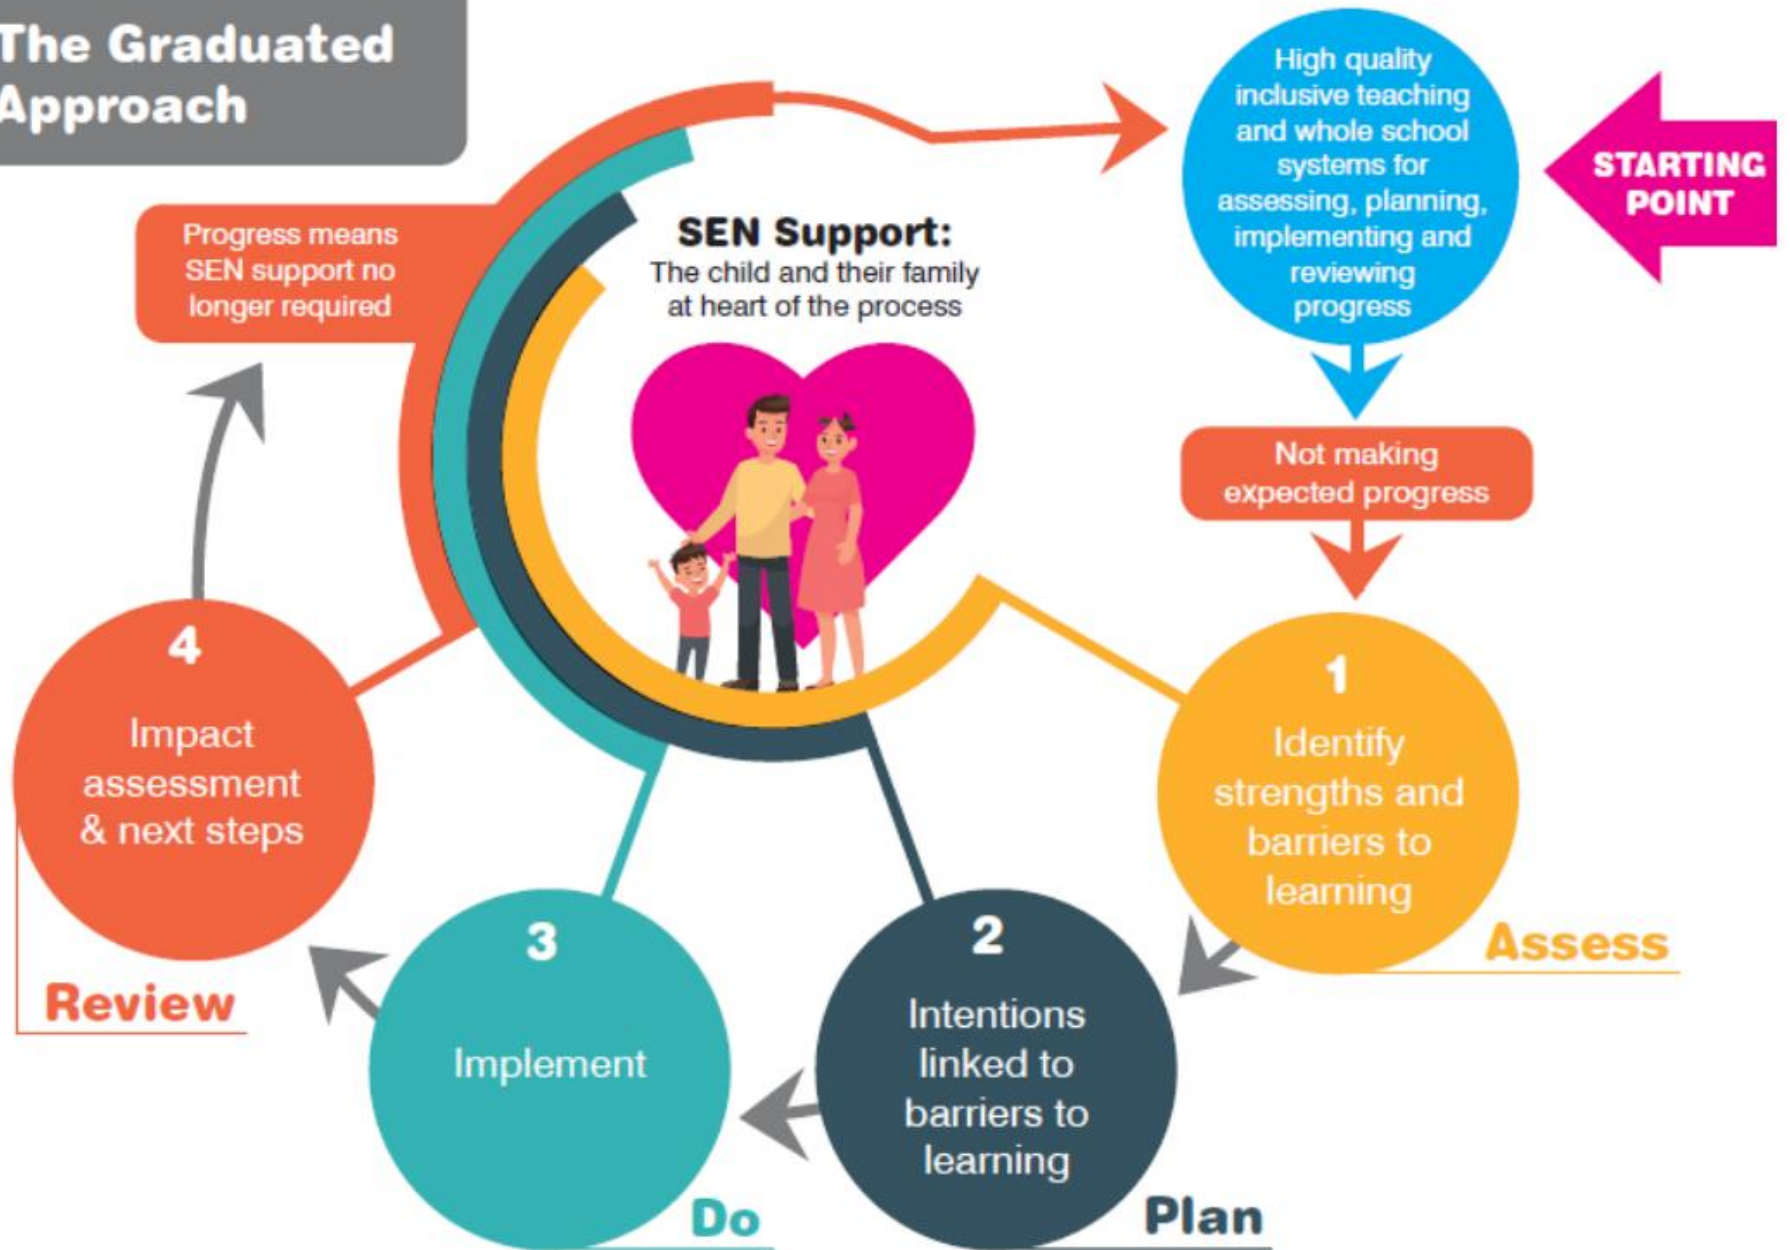 The Graduated
Approach
High quality
inclusive teaching
and whole school
systems for
assessing, planning,
implementing and
reviewing
progress
STARTING
POINT
Progress means
SEN support no
longer required
SEN Support:
The child and their family
at heart of the process
Not making
expected progress
1
Identify
strengths and
barriers to
learning
Assess
2
Intentions
linked to
barriers to
learning
Plan
3
Implement
Do
4
Impact
assessment
& next steps
Review